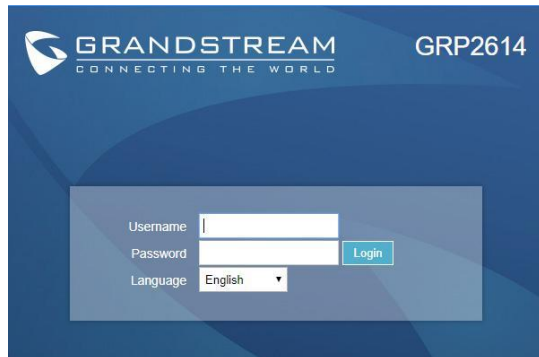 GRANDSTREAM
CONNECTING THE WORLD
GRP2614
Username
Password
Login
Language English